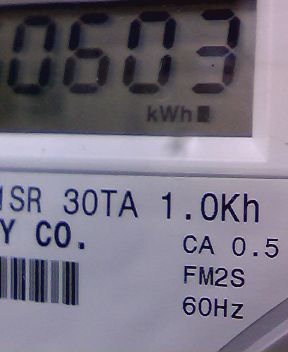 0603
kWh
SR 30TA 1.0Kh
Y CO.
CA 0.5
FM2S
60Hz